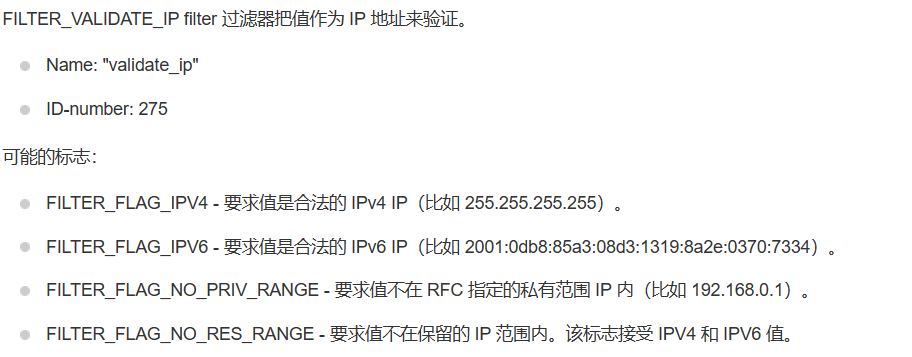 FILTER_VALIDATE_IP filter 过滤器把值作为 IP 地址来验证。
Name: "validate_ip"
ID-number: 275
可能的标志：
FILTER_FLAG_IPV4 - 要求值是合法的 IPv4 IP（比如 255.255.255.255）。
FILTER_FLAG_IPV6 - 要求值是合法的 IPv6 IP（比如 2001:0db8:85a3:08d3:1319:8a2e:0370:7334）。
FILTER_FLAG_NO_PRIV_RANGE - 要求值不在 RFC 指定的私有范围 IP 内（比如 192.168.0.1）。
FILTER_FLAG_NO_RES_RANGE - 要求值不在保留的 IP 范围内。该标志接受 IPV4 和 IPV6 值。